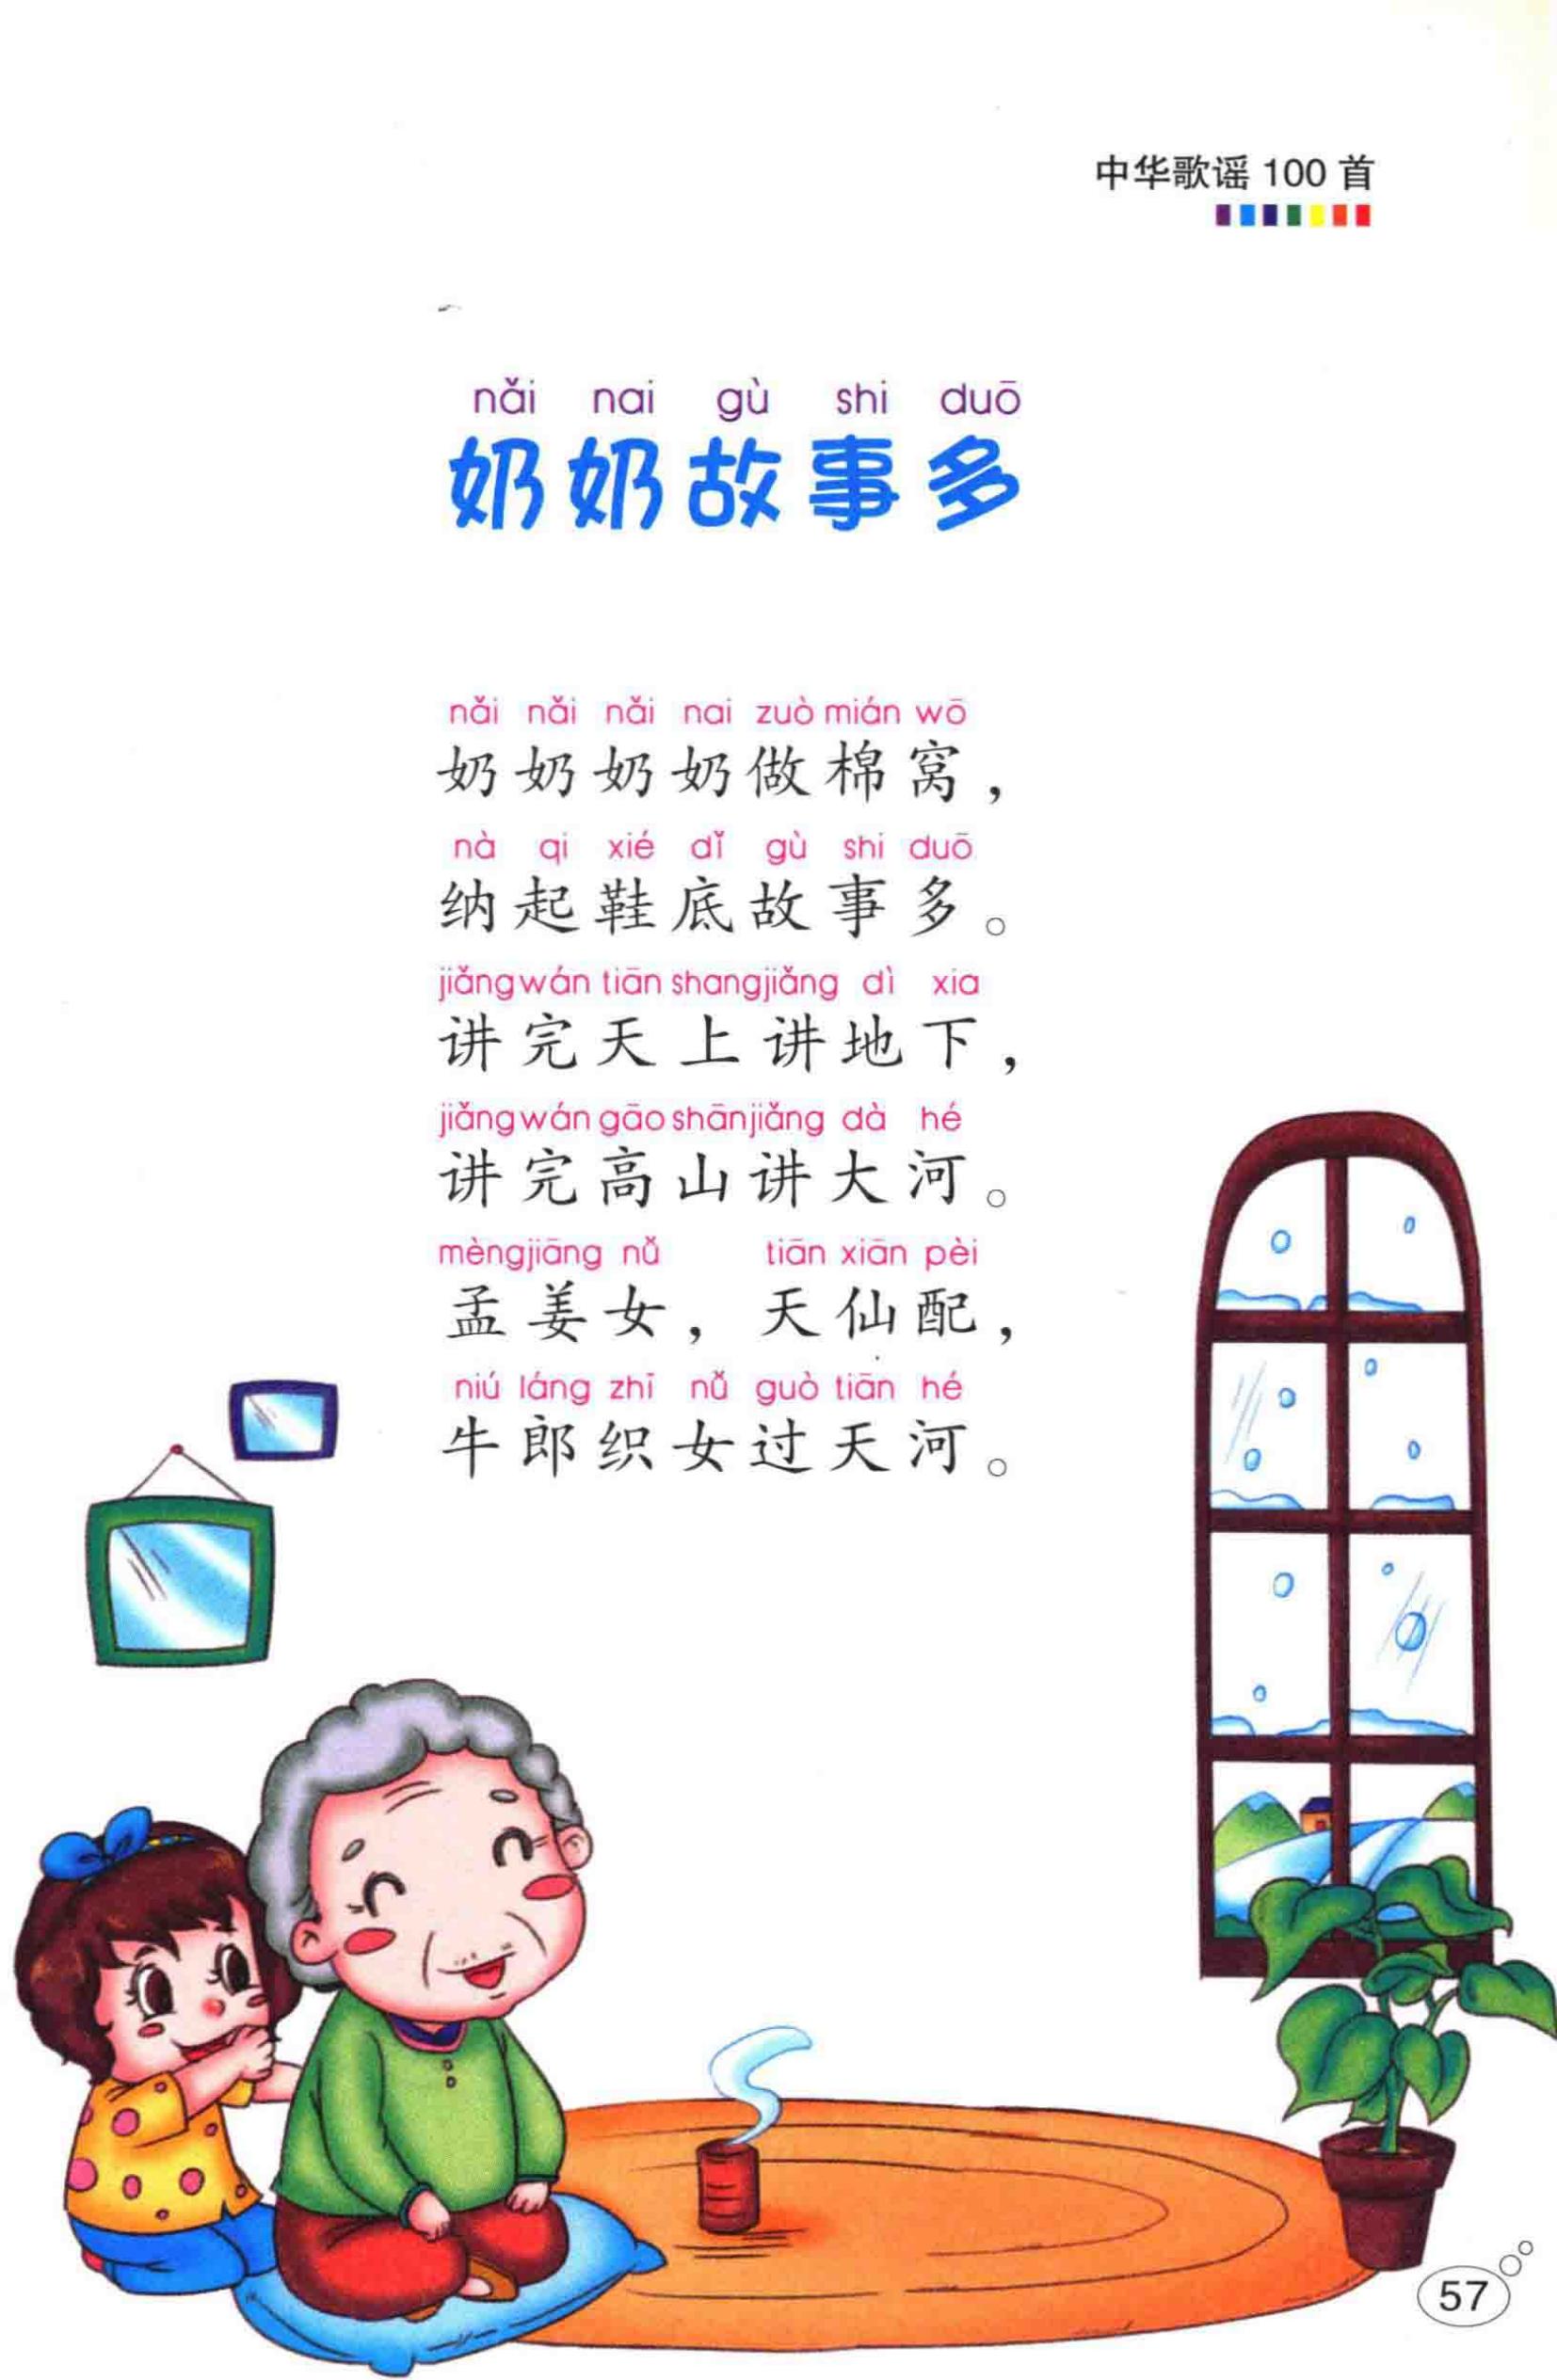 中华歌谣 100 首
nǎi nai gù shi duō
奶奶故事多
nǎi nǎi nǎi nai zuò mián wō
奶奶奶奶做棉窝，
nà qi xié dǐ gù shi duō
纳起鞋底故事多。
jiǎng wán tiān shang jiǎng dì xia
讲完天上讲地下，
jiǎng wán gāo shān jiǎng dà hé
讲完高山讲大河。
mèng jiāng nǚ tiān xiān pèi
孟姜女，天仙配，
niú láng zhī nǚ guò tiān hé
牛郎织女过天河。
57